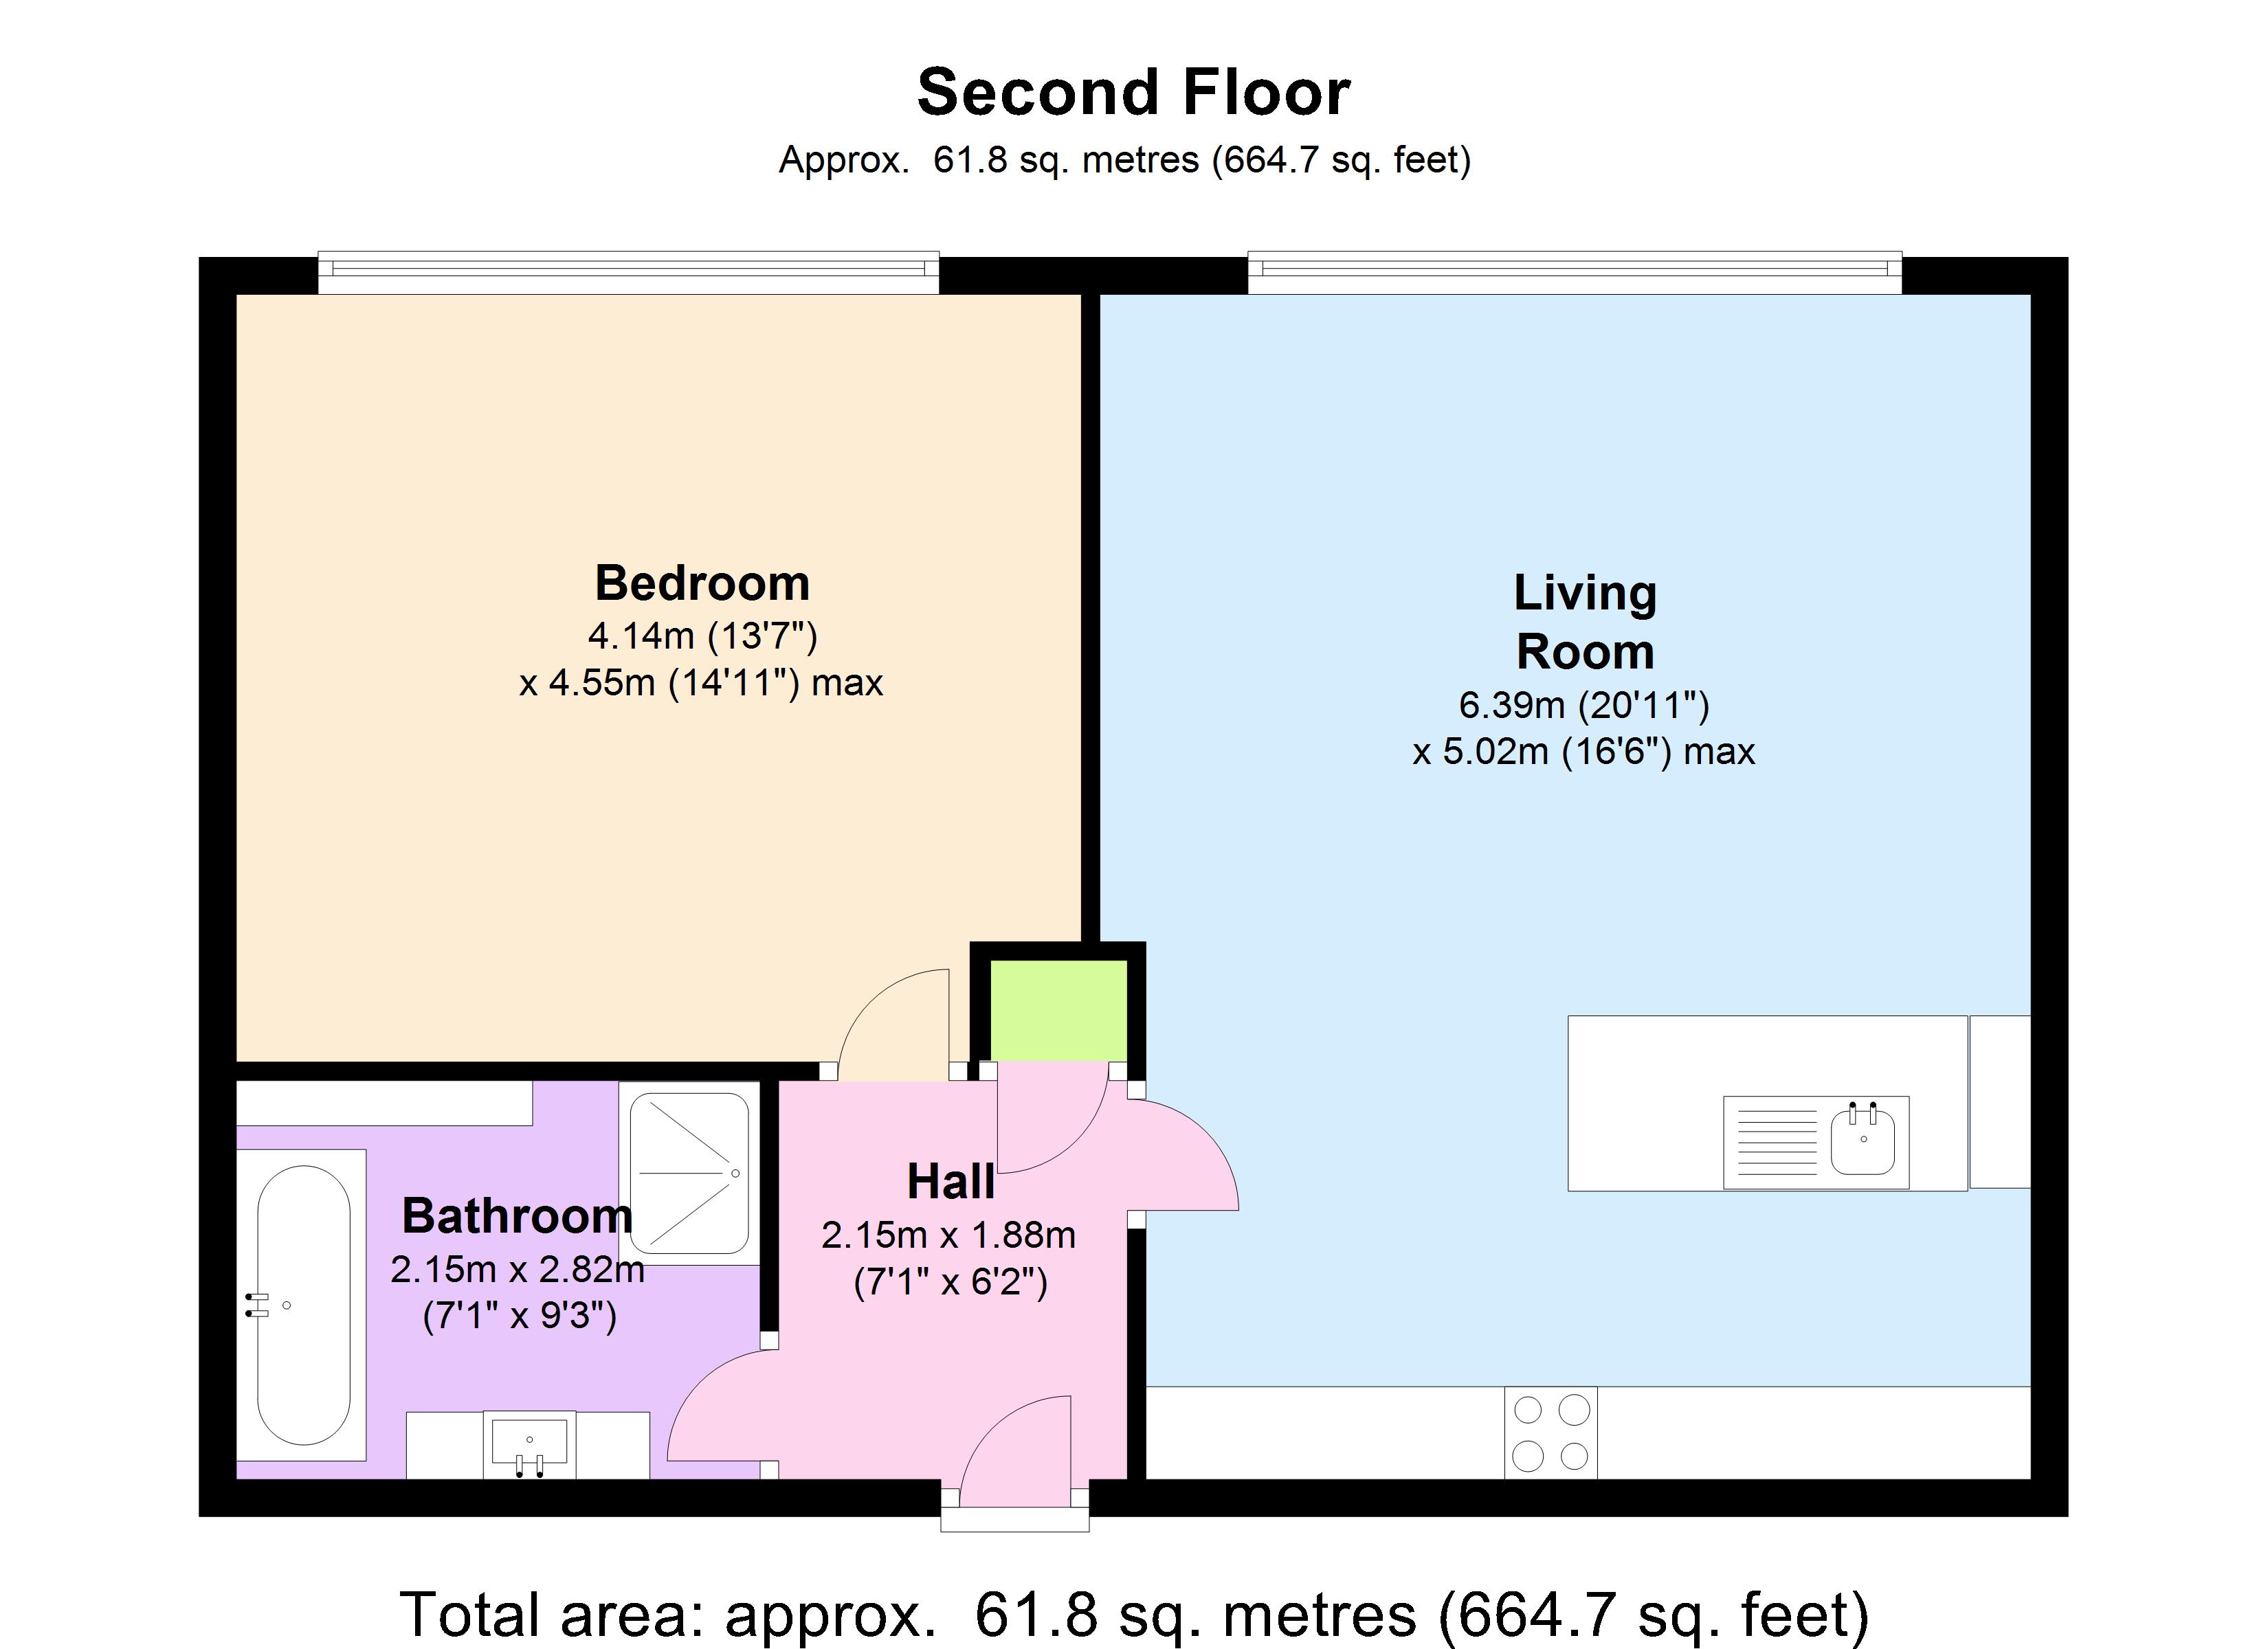 Second Floor
Approx.  61.8 sq. metres (664.7 sq. feet)
Bedroom
4.14m (13'7")
x 4.55m (14'11") max
Living
Room
6.39m (20'11")
x 5.02m (16'6") max
Bathroom
2.15m x 2.82m
(7'1" x 9'3")
Hall
2.15m x 1.88m
(7'1" x 6'2")
Total area: approx.  61.8 sq. metres (664.7 sq. feet)